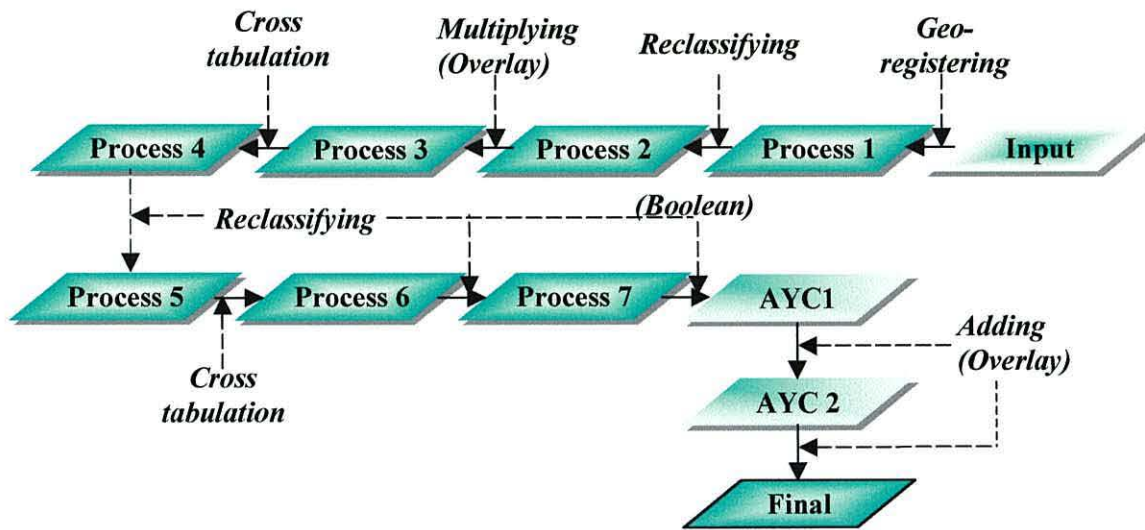 Cross
tabulation
Multiplying
(Overlay)
Reclassifying
Geo-
registering
Process 4
Process 3
Process 2
Process 1
Input
Reclassifying
(Boolean)
Process 5
Process 6
Process 7
AYC1
Cross
tabulation
Adding
(Overlay)
AYC 2
Final